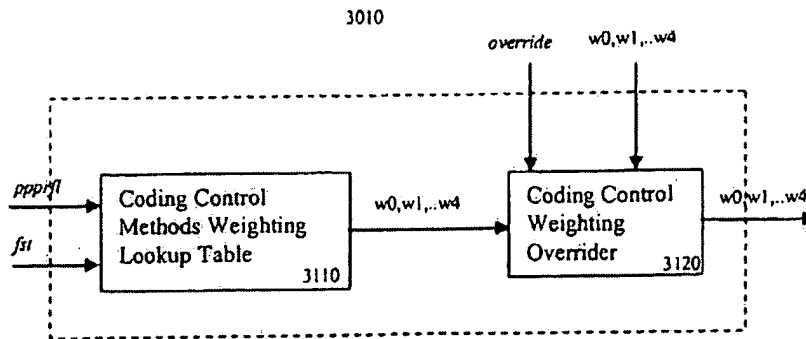 3010
override
w0,w1,..w4
ppprfl
fst
Coding Control
Methods Weighting
Lookup Table
3110
w0,w1,..w4
Coding Control
Weighting
Overrider
3120
w0,w1,..w4